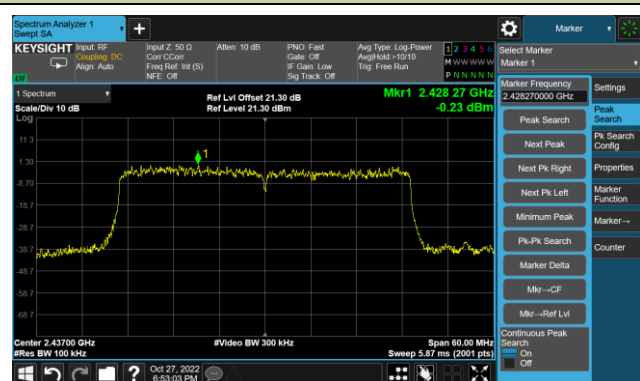 Spectrum Analyzer 1
Swept SA
Marker
KEYSIGHT
Input: RF
Coupling: DC
Align: Auto
Input Z: 50 Ω
Corr CCorr
Freq Ref: Int (S)
NFE: Off
Atten: 10 dB
PNO: Fast
Gate: Off
IF Gain: Low
Sig Track: Off
Avg Type: Log-Power
Avg|Hold:>10/10
Trig: Free Run
1 2 3 4 5 6
M W W W W W
P N N N N N
LXI
Select Marker
Marker 1
1 Spectrum
Scale/Div 10 dB
Log
Ref Lvl Offset 21.30 dB
Ref Level 21.30 dBm
Mkr1 2.428 27 GHz
-0.23 dBm
11.3
1.30
-8.70
-18.7
-28.7
-38.7
-48.7
-58.7
-68.7
1
Center 2.43700 GHz
#Res BW 100 kHz
#Video BW 300 kHz
Span 60.00 MHz
Sweep 5.87 ms (2001 pts)
Marker Frequency
2.428270000 GHz
Peak Search
Next Peak
Next Pk Right
Next Pk Left
Minimum Peak
Pk-Pk Search
Marker Delta
Mkr→CF
Mkr→Ref Lvl
Continuous Peak
Search
On
Off
Settings
Peak
Search
Pk Search
Config
Properties
Marker
Function
Marker→
Counter
Oct 27, 2022
6:53:03 PM